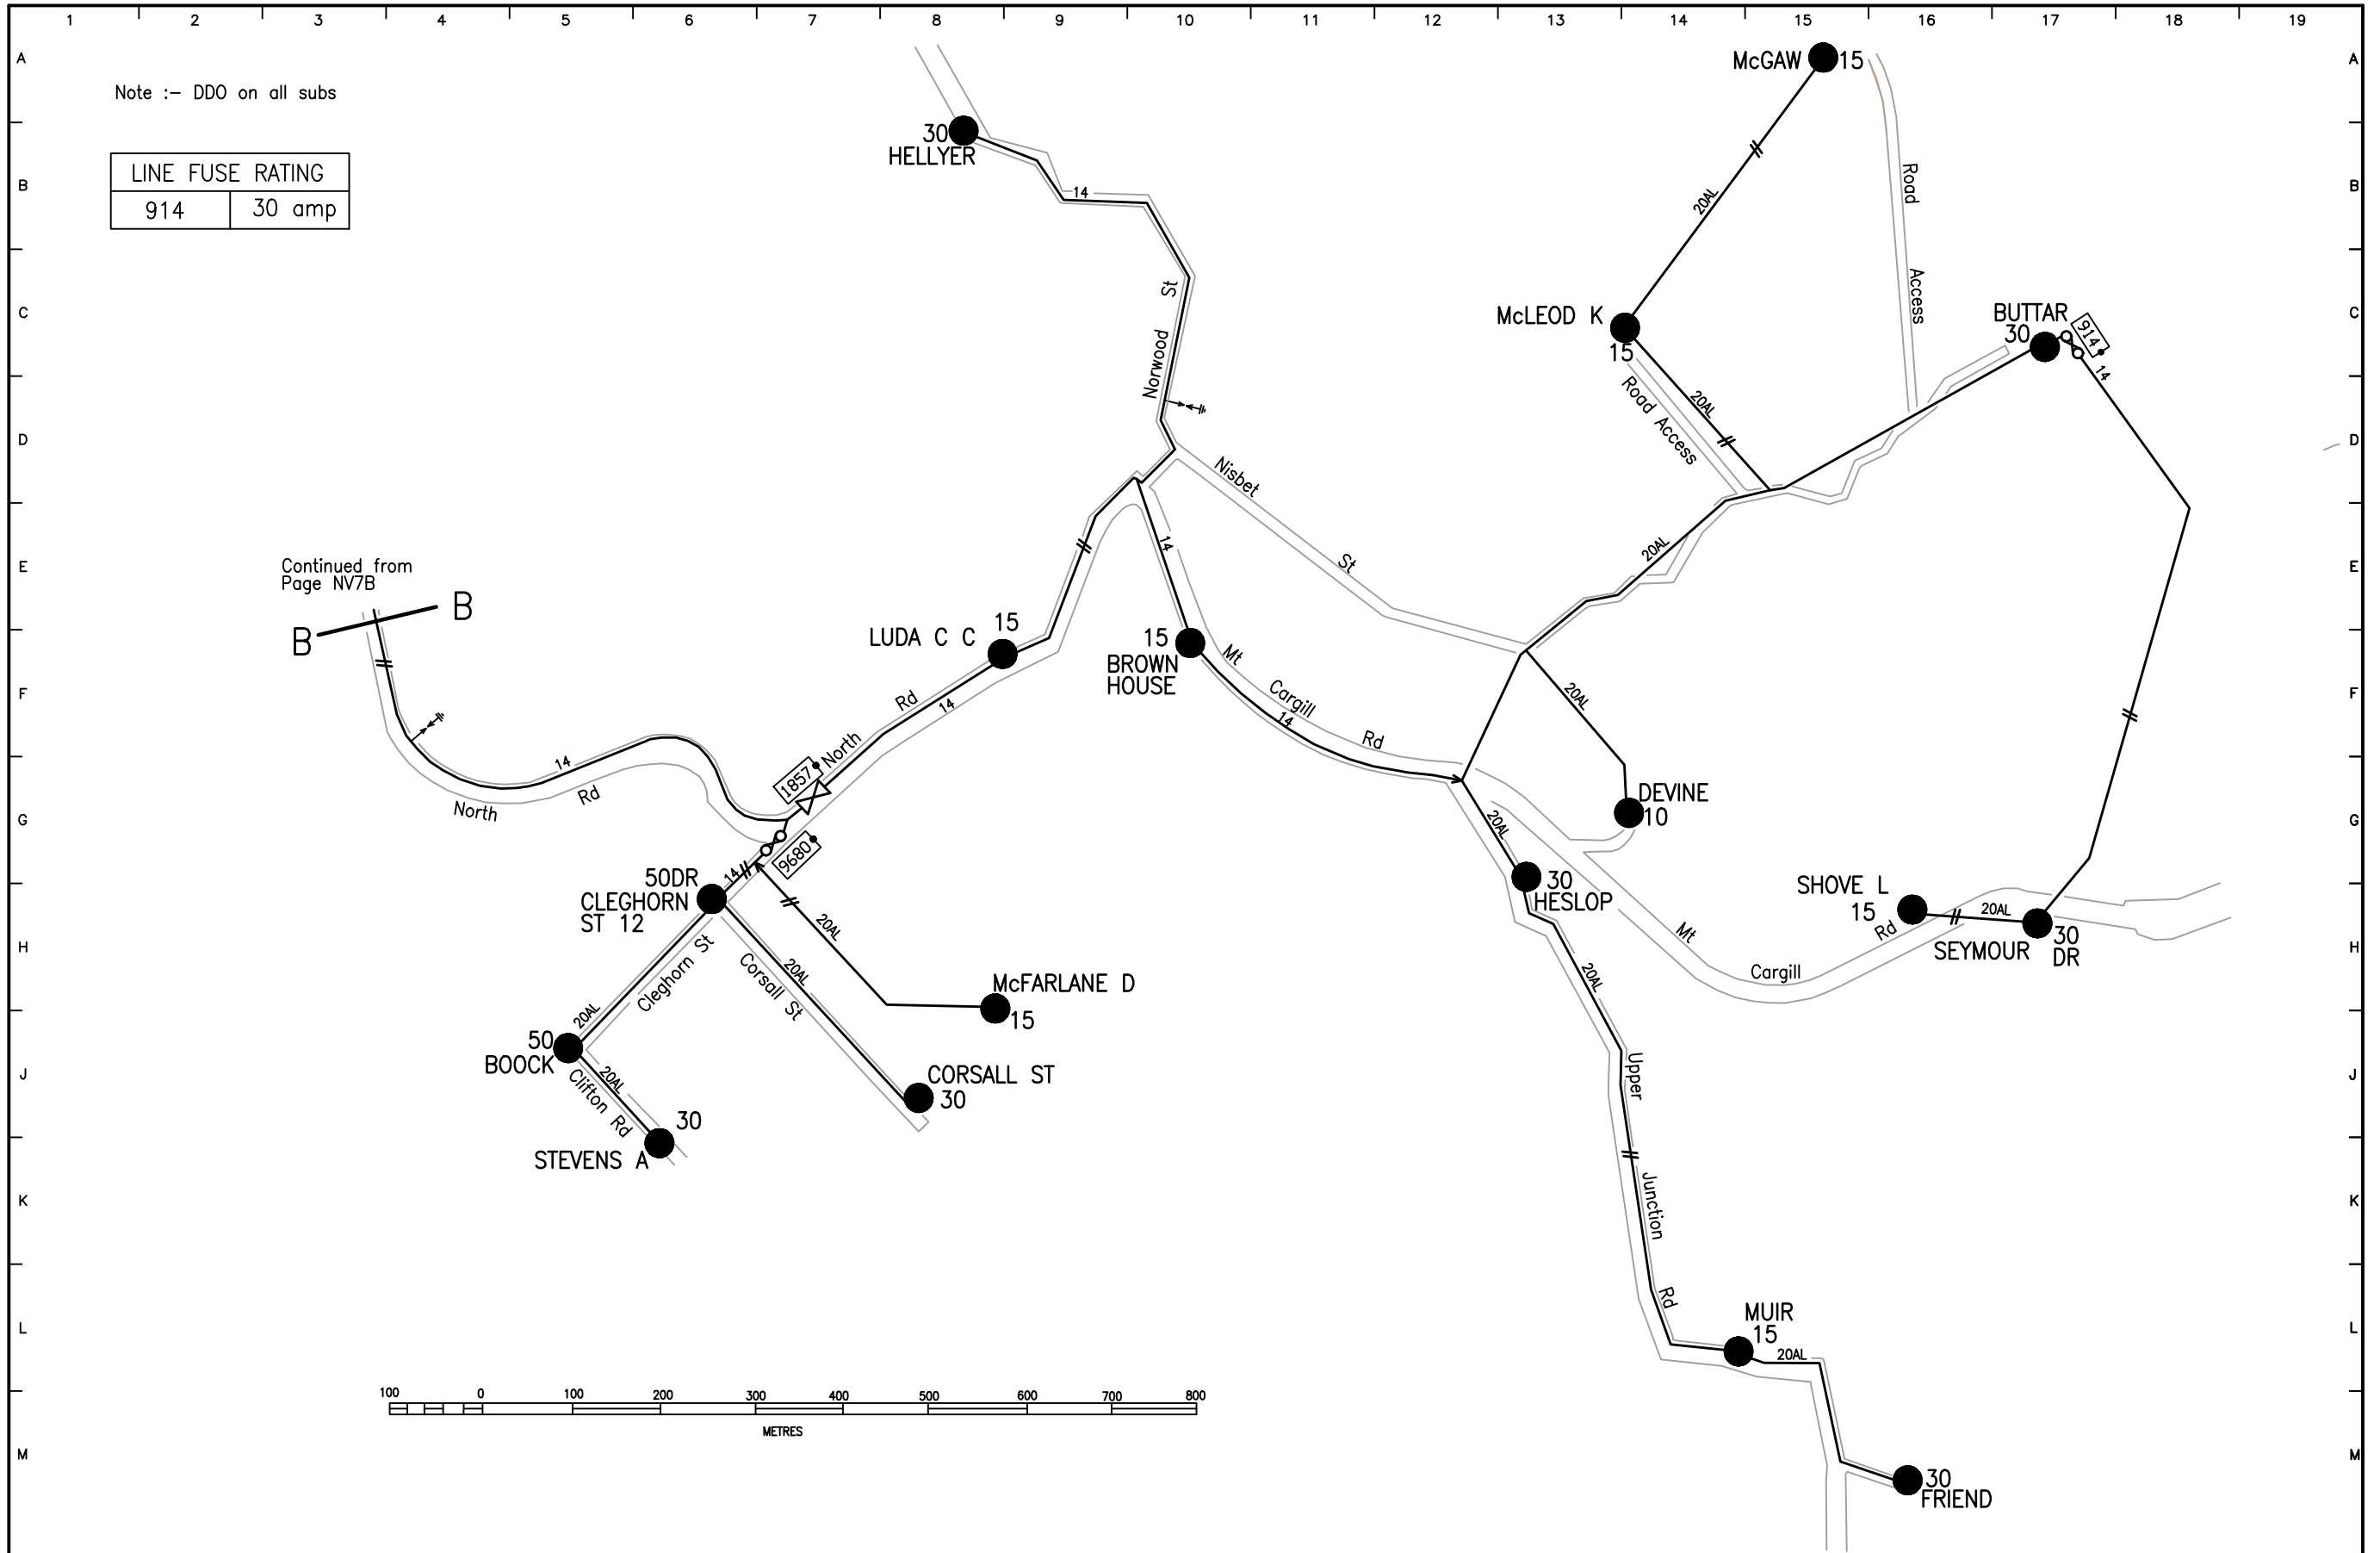 1 2 3 4 5 6 7 8 9 10 11 12 13 14 15 16 17 18 19
A
McGAW 15
A
Note :- DDO on all subs
30
HELLYER
LINE FUSE RATING
914 30 amp
B
14
20AL
Road
B
C
St
Norwood
McLEOD K
15
Access
BUTTAR
30
914
14
C
D
Nisbet
St
Road Access
20AL
D
E
Continued from
Page NV7B
B
B
14
20AL
E
LUDA C C
15
15
BROWN
HOUSE
F
Rd
14
North
Mt
Cargill
14
Rd
20AL
F
14
1857
DEVINE
10
G
North
Rd
9680
20AL
G
14
50DR
CLEGHORN
ST 12
30
HESLOP
SHOVE L
15
20AL
Rd
SEYMOUR
30
DR
H
Cleghorn St
20AL
20AL
Corsall St
20AL
Mt
Cargill
H
McFARLANE D
15
20AL
50
BOOCK
J
20AL
Clifton Rd
CORSALL ST
30
Upper
J
30
STEVENS A
K
Junction
K
Rd
L
MUIR
15
20AL
L
100 0 100 200 300 400 500 600 700 800
METRES
M
30
FRIEND
M